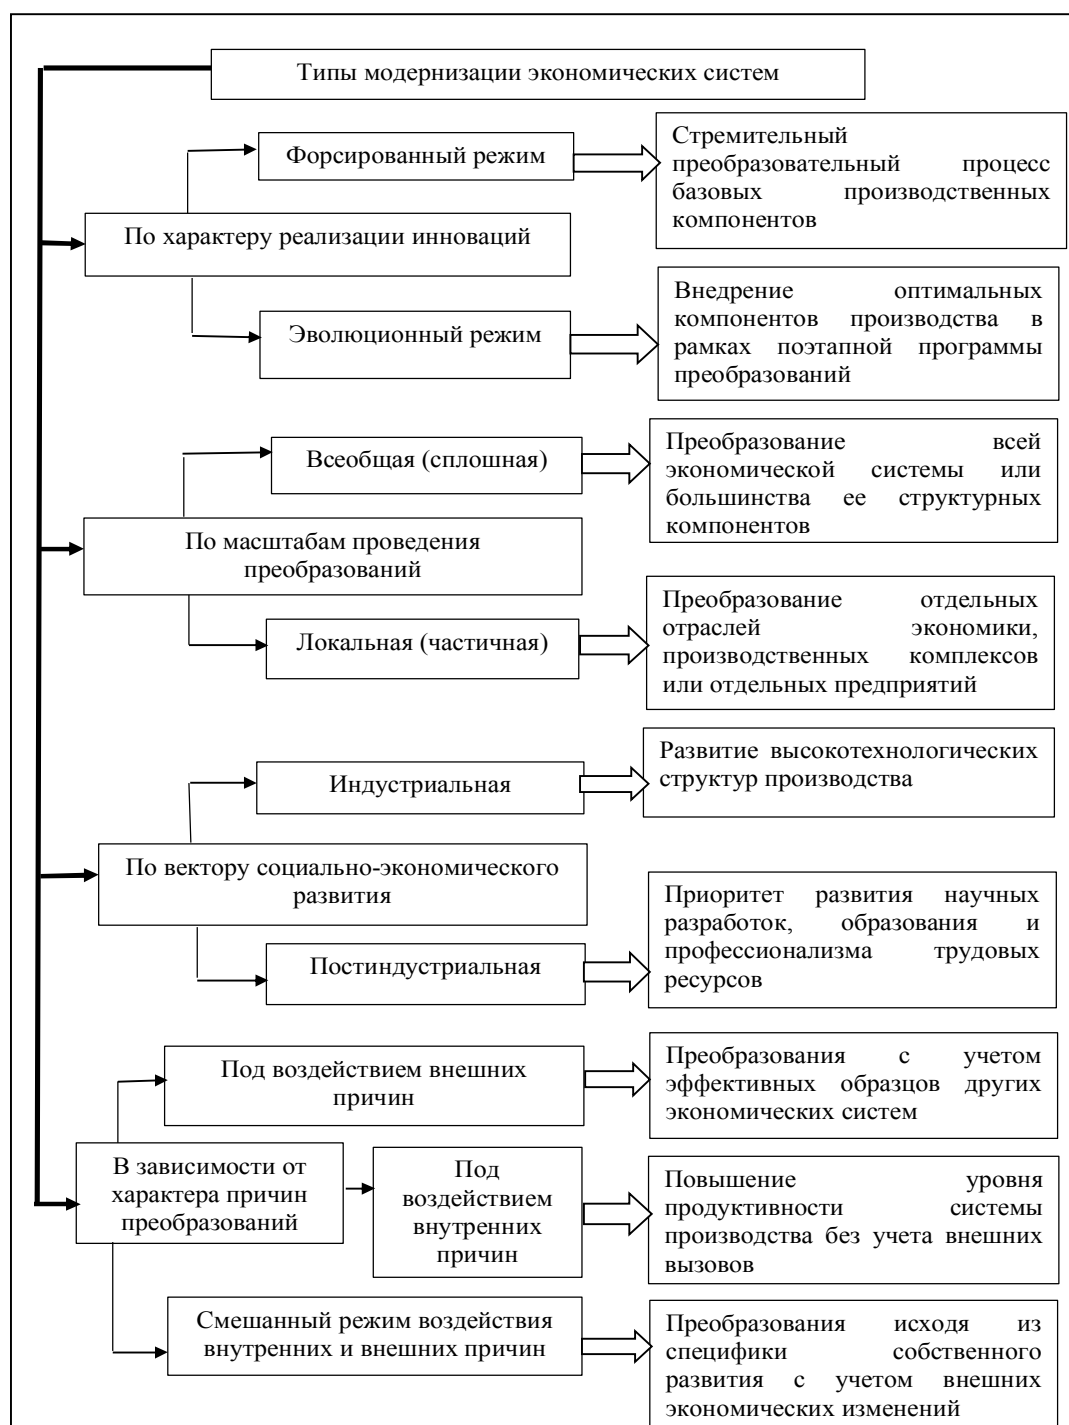 Типы модернизации экономических систем
Форсированный режим
Стремительный
преобразовательный процесс
базовых производственных
компонентов
По характеру реализации инноваций
Эволюционный режим
Внедрение оптимальных
компонентов производства в
рамках поэтапной программы
преобразований
Всеобщая (сплошная)
Преобразование всей
экономической системы или
большинства ее структурных
компонентов
По масштабам проведения
преобразований
Локальная (частичная)
Преобразование отдельных
отраслей экономики,
производственных комплексов
или отдельных предприятий
Индустриальная
Развитие высокотехнологических
структур производства
По вектору социально-экономического
развития
Постиндустриальная
Приоритет развития научных
разработок, образования и
профессионализма трудовых
ресурсов
Под воздействием внешних
причин
Преобразования с учетом
эффективных образцов других
экономических систем
В зависимости от
характера причин
преобразований
Под
воздействием
внутренних
причин
Повышение уровня
продуктивности системы
производства без учета внешних
вызовов
Смешанный режим воздействия
внутренних и внешних причин
Преобразования исходя из
специфики собственного
развития с учетом внешних
экономических изменений